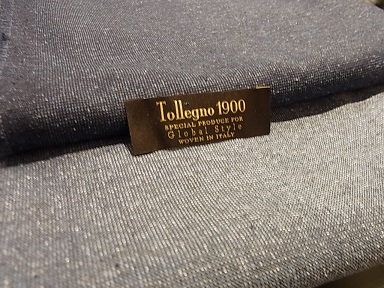 Tollegno 1900
SPECIAL PRODUCE FOR
Global Style
WOVEN IN ITALY